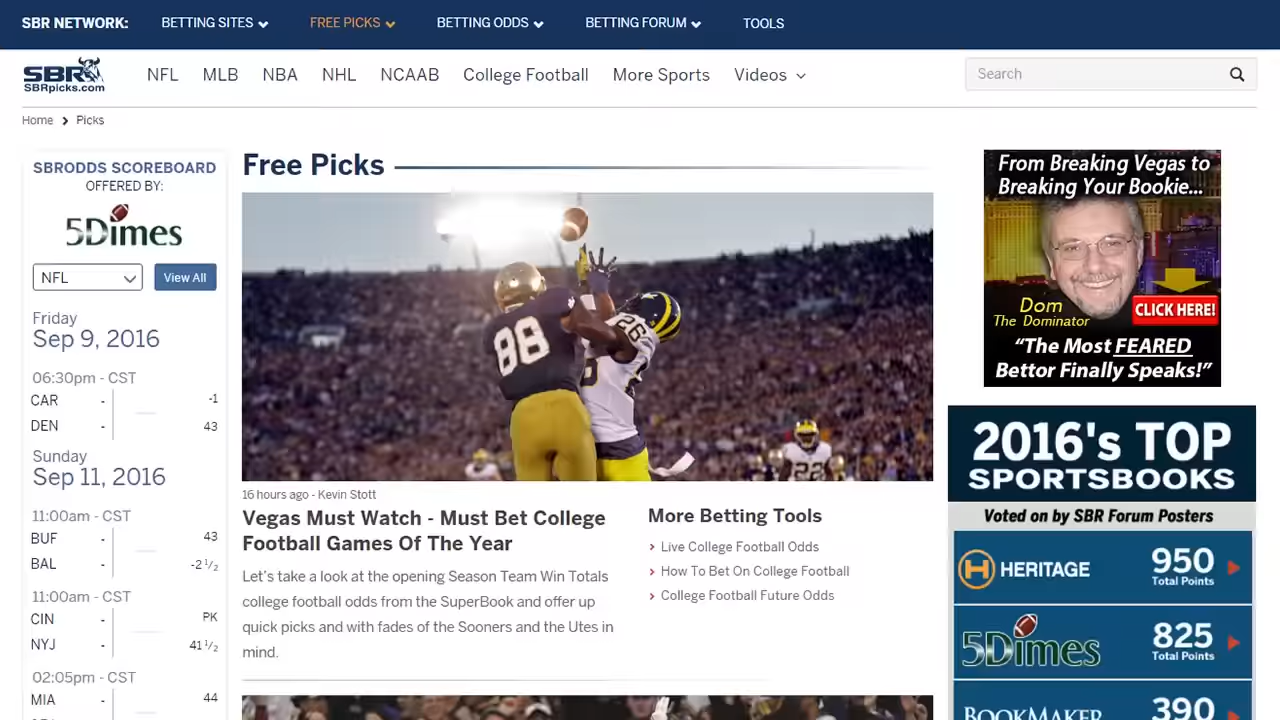 SBR NETWORK:
BETTING SITES
FREE PICKS
BETTING ODDS
BETTING FORUM
TOOLS
SBR
SBRpicks.com
NFL
MLB
NBA
NHL
NCAAB
College Football
More Sports
Videos
Search
Home
Picks
SBRODDS SCOREBOARD
OFFERED BY:
5Dimes
NFL
View All
Friday
Sep 9, 2016
06:30pm - CST
CAR - -1
DEN - 43
Sunday
Sep 11, 2016
11:00am - CST
BUF - 43
BAL - -2 1/2
11:00am - CST
CIN - PK
NYJ - 41 1/2
02:05pm - CST
MIA - 44
Free Picks
88
26
22
16 hours ago - Kevin Stott
Vegas Must Watch - Must Bet College
Football Games Of The Year
Let's take a look at the opening Season Team Win Totals
college football odds from the SuperBook and offer up
quick picks and with fades of the Sooners and the Utes in
mind.
More Betting Tools
Live College Football Odds
How To Bet On College Football
College Football Future Odds
From Breaking Vegas to
Breaking Your Bookie...
Dom
The Dominator
CLICK HERE!
"The Most FEARED
Bettor Finally Speaks!"
2016's TOP
SPORTSBOOKS
Voted on by SBR Forum Posters
H HERITAGE
950
Total Points
5Dimes
825
Total Points
BOOKMAKER
390